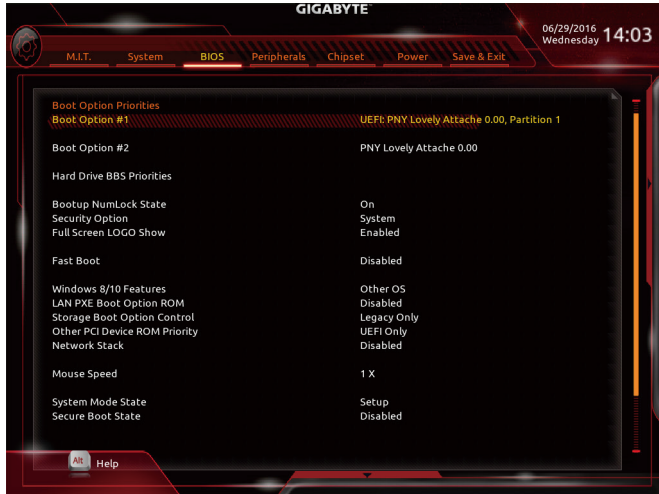 GIGABYTE™
06/29/2016
Wednesday 14:03
M.I.T. System BIOS Peripherals Chipset Power Save & Exit
Boot Option Priorities
Boot Option #1 UEFI: PNY Lovely Attache 0.00, Partition 1
Boot Option #2 PNY Lovely Attache 0.00
Hard Drive BBS Priorities
Bootup NumLock State On
Security Option System
Full Screen LOGO Show Enabled
Fast Boot Disabled
Windows 8/10 Features Other OS
LAN PXE Boot Option ROM Disabled
Storage Boot Option Control Legacy Only
Other PCI Device ROM Priority UEFI Only
Network Stack Disabled
Mouse Speed 1 X
System Mode State Setup
Secure Boot State Disabled
Alt Help